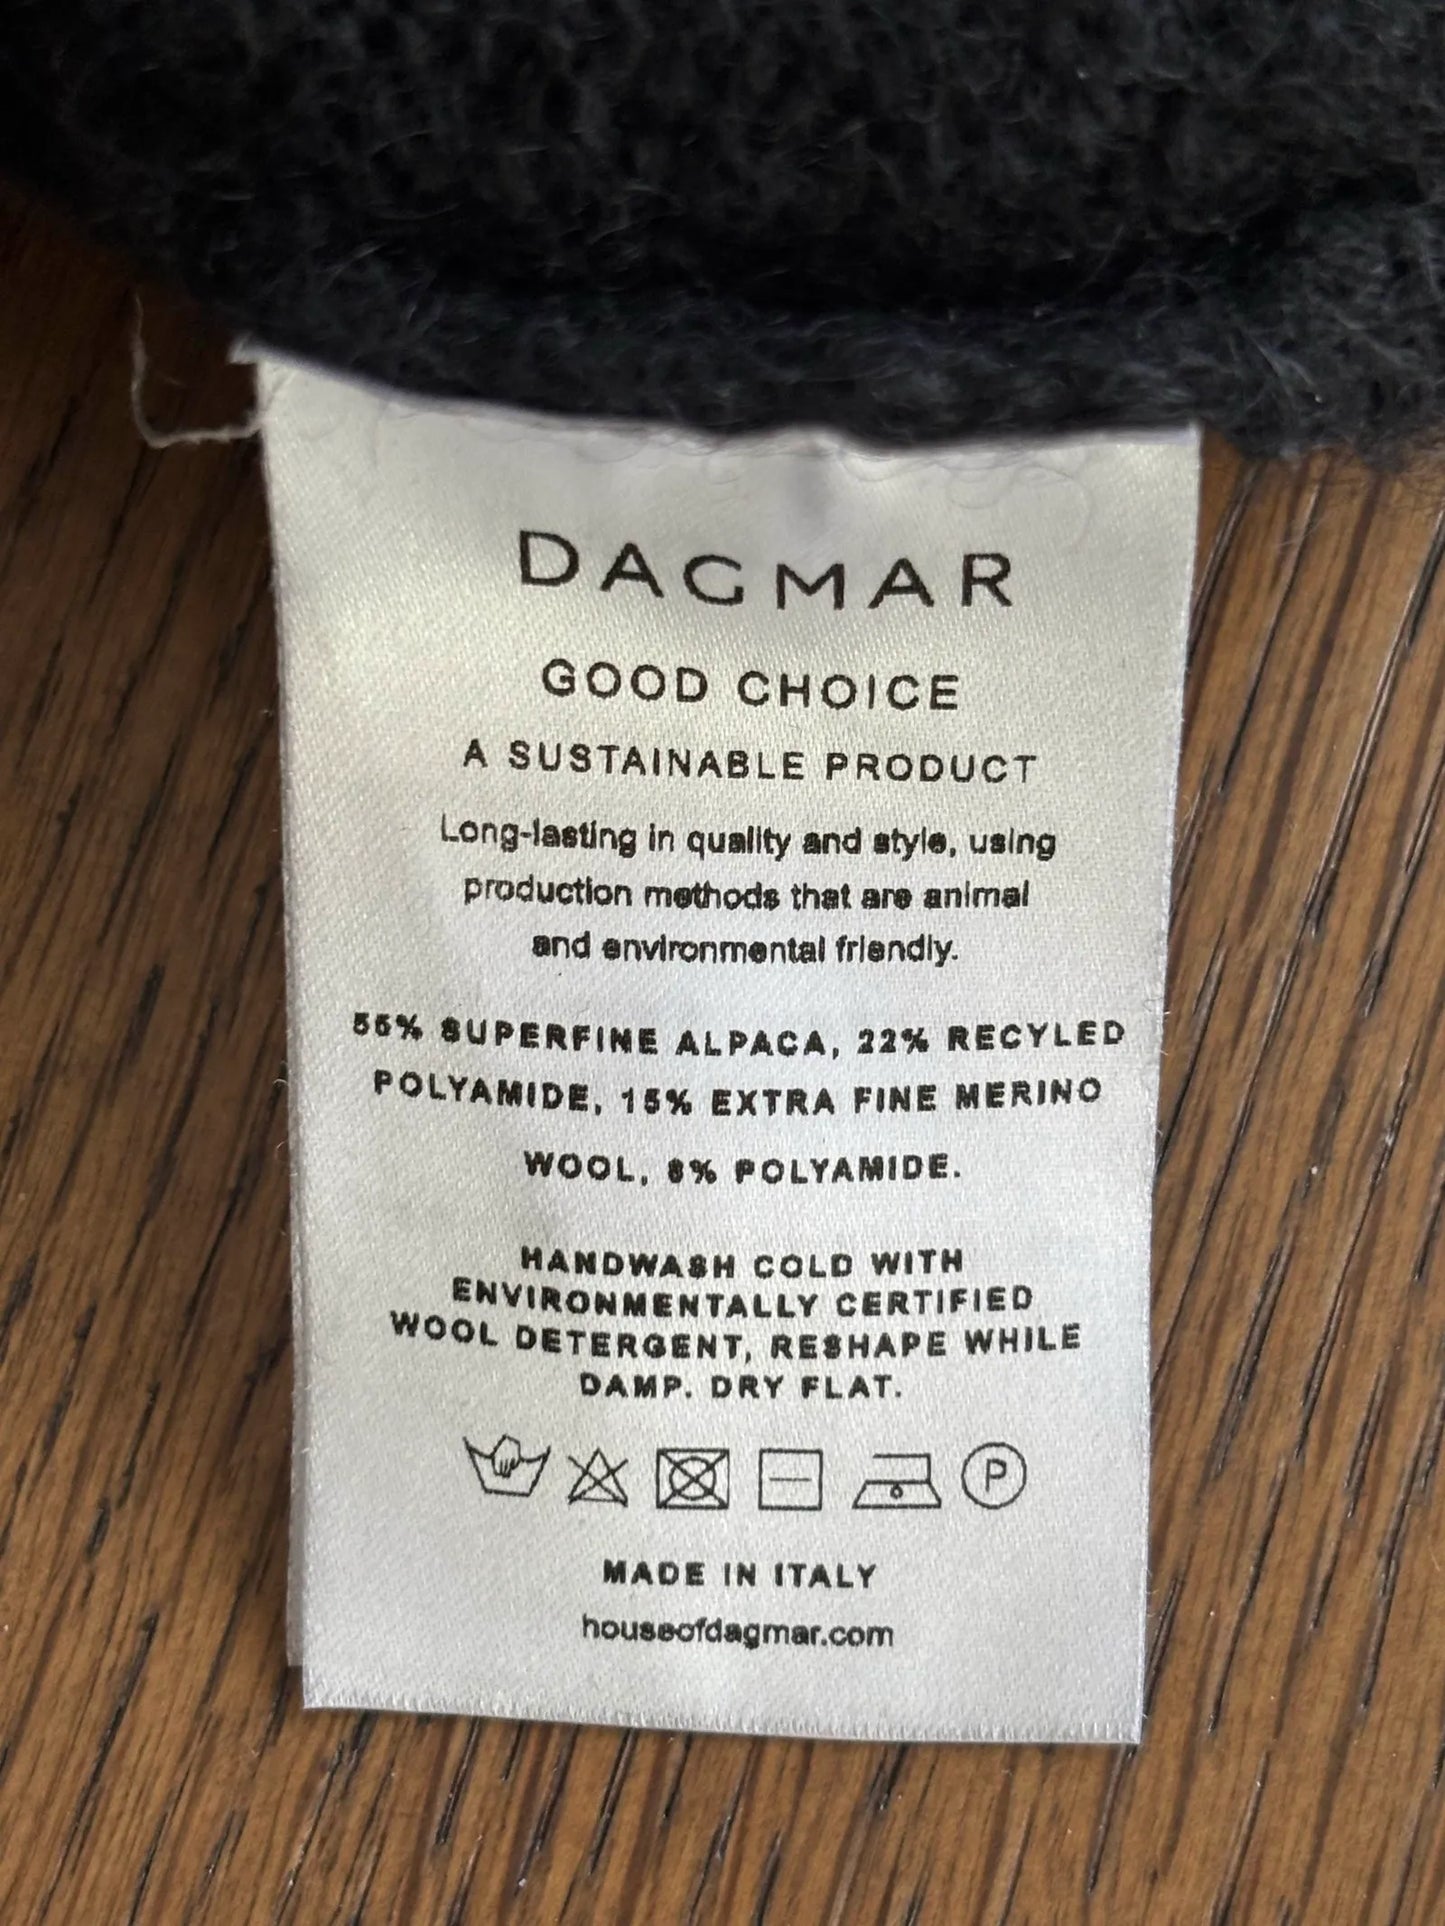 DAGMAR
GOOD CHOICE
A SUSTAINABLE PRODUCT
Long-lasting in quality and style, using
production methods that are animal
and environmental friendly.
55% SUPERFINE ALPACA, 22% RECYLED
POLYAMIDE, 15% EXTRA FINE MERINO
WOOL, 8% POLYAMIDE.
HANDWASH COLD WITH
ENVIRONMENTALLY CERTIFIED
WOOL DETERGENT, RESHAPE WHILE
DAMP. DRY FLAT.
P
MADE IN ITALY
houseofdagmar.com